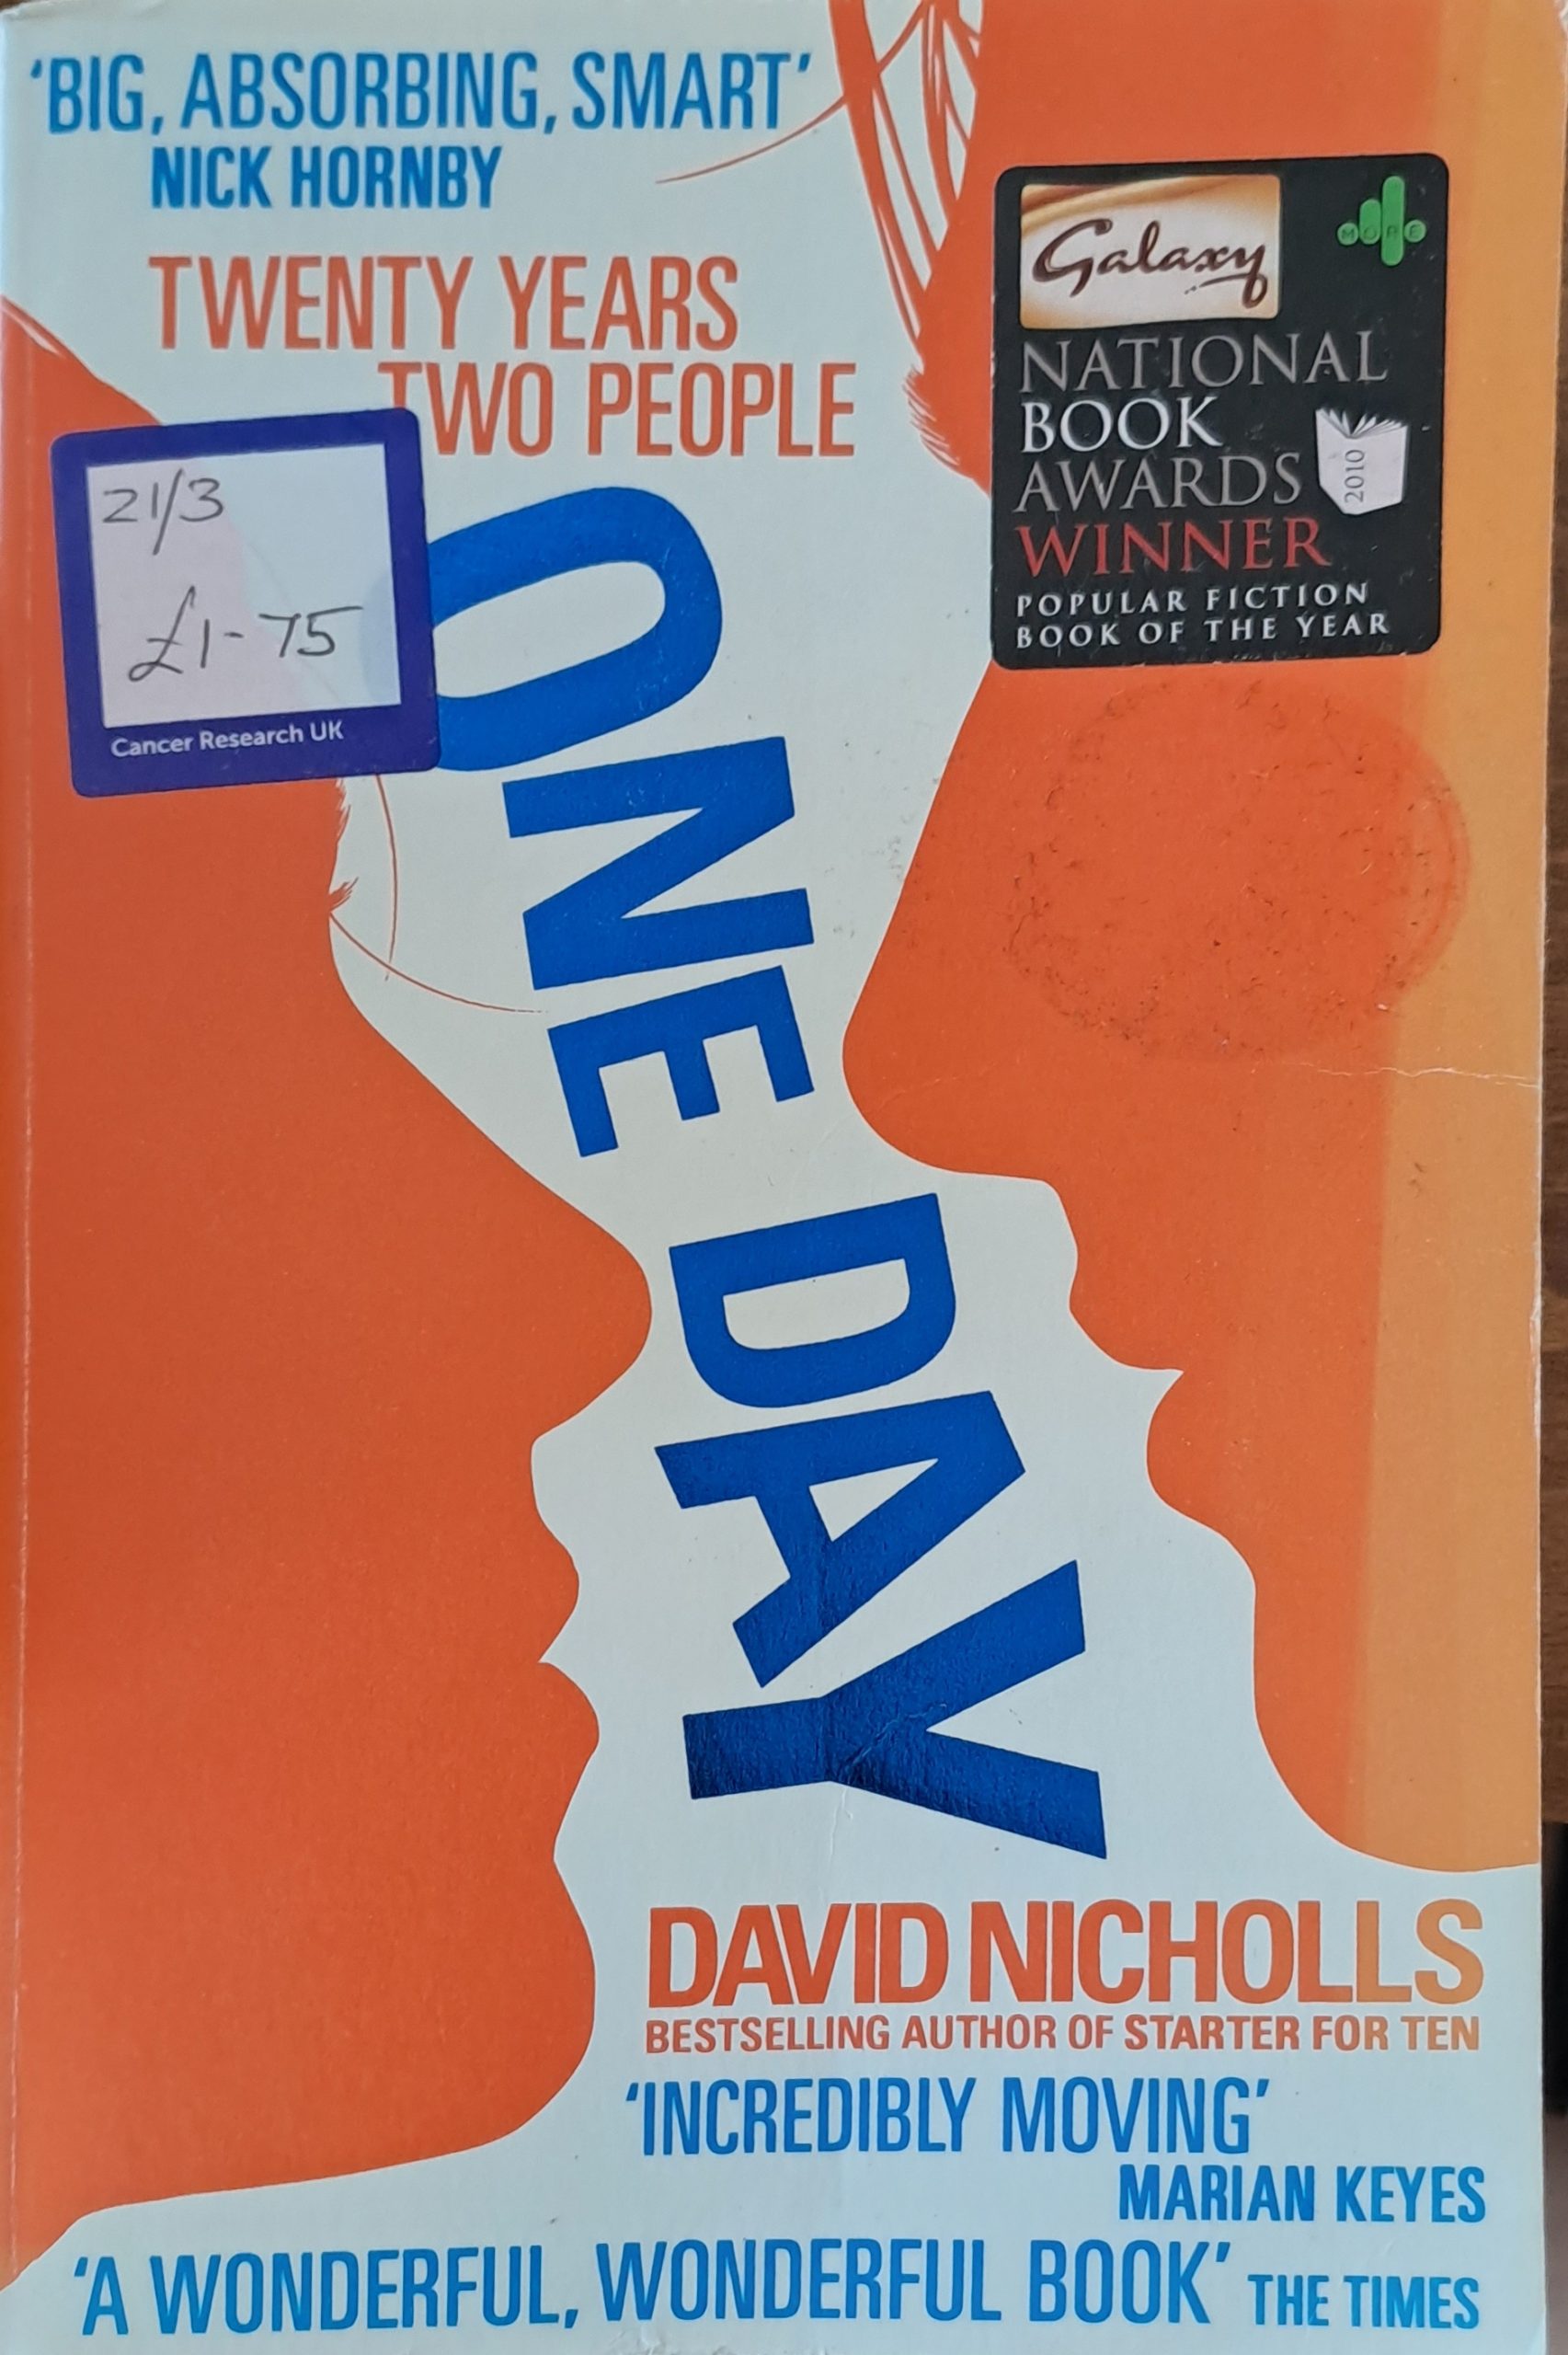 'BIG, ABSORBING, SMART'
NICK HORNBY
TWENTY YEARS
TWO PEOPLE
21/3
£1-75
Cancer Research UK
Galaxy
MORE
NATIONAL
BOOK
AWARDS
2010
WINNER
POPULAR FICTION
BOOK OF THE YEAR
ONE DAY
DAVID NICHOLLS
BESTSELLING AUTHOR OF STARTER FOR TEN
'INCREDIBLY MOVING'
MARIAN KEYES
'A WONDERFUL, WONDERFUL BOOK' THE TIMES